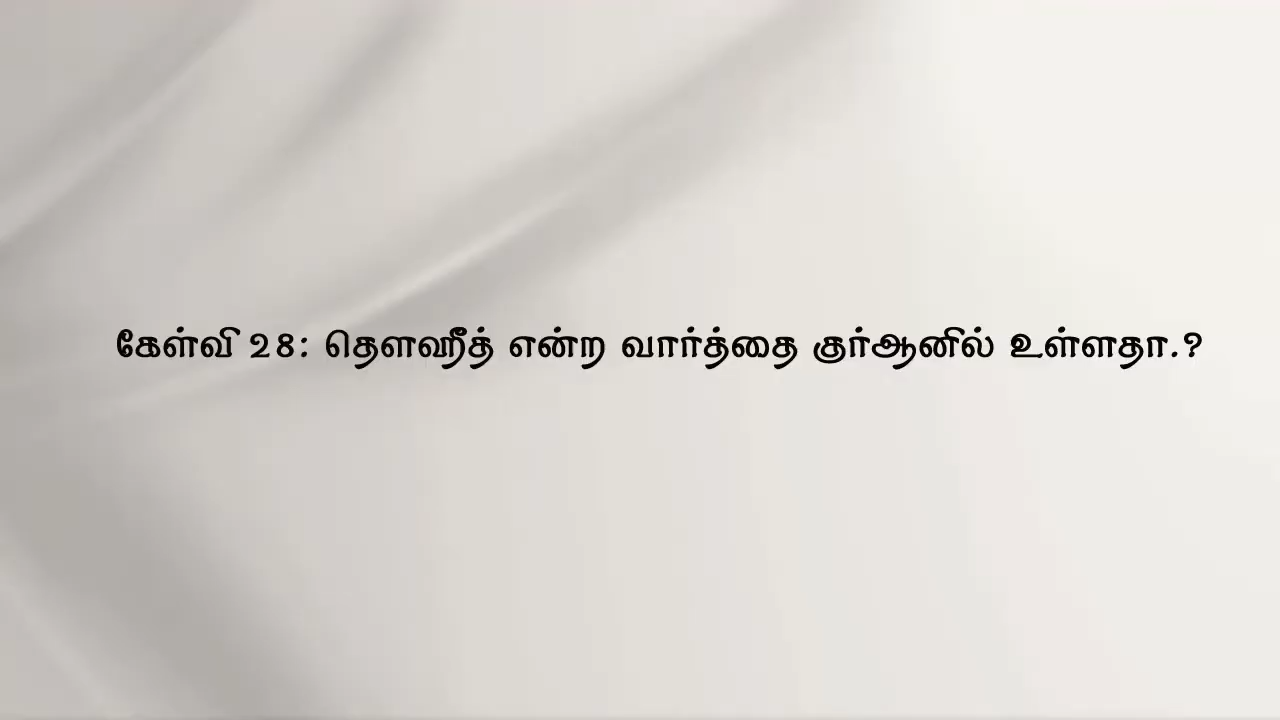 கேள்வி 28: தௌஹீத் என்ற வார்த்தை குர்ஆனில் உள்ளதா.?